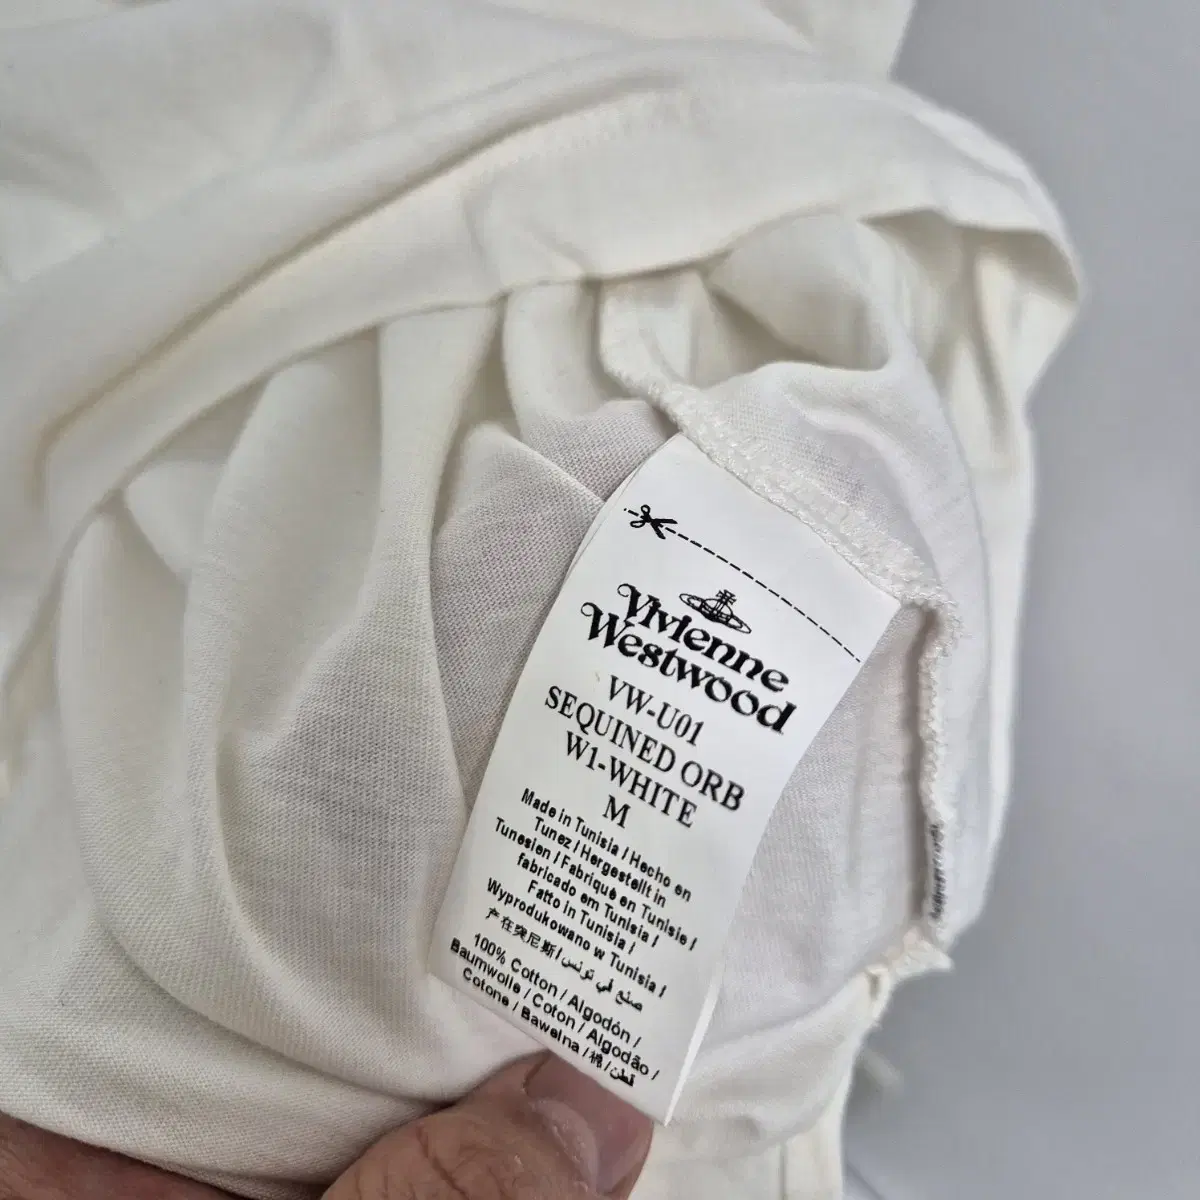 Vivienne
Westwood
VW-U01
SEQUINED ORB
W1-WHITE
M
Made in Tunisia / Hecho en
Tunez / Hergestellt in
Tunesien / Fabriqué en Tunisie /
fabricado em Tunisia /
Fatto in Tunisia /
Wyprodukowano w Tunisia /
产在突尼斯/صنع في تونس
100% Cotton / Algodón /
Baumwolle / Coton / Algodão /
Cotone / Bawelna /棉/قطن